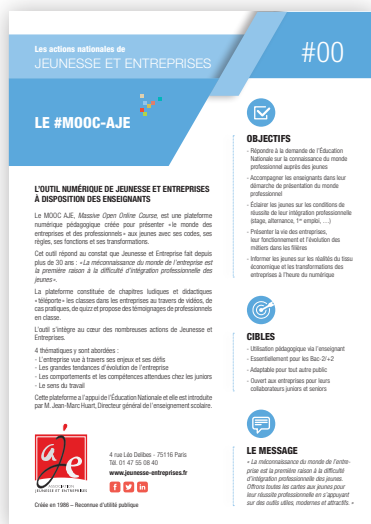 Les actions nationales de
JEUNESSE ET ENTREPRISES
#00
LE #MOOC-AJE
L'OUTIL NUMÉRIQUE DE JEUNESSE ET ENTREPRISES
À DISPOSITION DES ENSEIGNANTS
Le MOOC AJE, Massive Open Online Course, est une plateforme
numérique pédagogique créée pour présenter « le monde des
entreprises et des professionnels » aux jeunes avec ses codes, ses
règles, ses fonctions et ses transformations.
Cet outil répond au constat que Jeunesse et Entreprise fait depuis
plus de 30 ans : « La méconnaissance du monde de l'entreprise est
la première raison à la difficulté d'intégration professionnelle des
jeunes ».
La plateforme constituée de chapitres ludiques et didactiques
« téléporte » les classes dans les entreprises au travers de vidéos, de
cas pratiques, de quiz et propose des témoignages de professionnels
en classe.
L'outil s'intègre au cœur des nombreuses actions de Jeunesse et
Entreprises.
4 thématiques y sont abordées :
- L'entreprise vue à travers ses enjeux et ses défis
- Les grandes tendances d'évolution de l'entreprise
- Les comportements et les compétences attendues chez les juniors
- Le sens du travail
Cette plateforme a l'appui de l'Éducation Nationale et elle est introduite
par M. Jean-Marc Huart, Directeur général de l'enseignement scolaire.
aje
ASSOCIATION
JEUNESSE ET ENTREPRISES
4 rue Léo Delibes - 75116 Paris
Tél. 01 47 55 08 40
www.jeunesse-entreprises.fr
Créée en 1986 – Reconnue d'utilité publique
OBJECTIFS
- Répondre à la demande de l'Éducation
Nationale sur la connaissance du monde
professionnel auprès des jeunes
- Accompagner les enseignants dans leur
démarche de présentation du monde
professionnel
- Éclairer les jeunes sur les conditions de
réussite de leur intégration professionnelle
(stage, alternance, 1er emploi, …)
- Présenter la vie des entreprises,
leur fonctionnement et l'évolution des
métiers dans les filières
- Informer les jeunes sur les réalités du tissu
économique et les transformations des
entreprises à l'heure du numérique
CIBLES
- Utilisation pédagogique via l'enseignant
- Essentiellement pour les Bac-2/+2
- Adaptable pour tout autre public
- Ouvert aux entreprises pour leurs
collaborateurs juniors et seniors
LE MESSAGE
« La méconnaissance du monde de l'entre-
prise est la première raison à la difficulté
d'intégration professionnelle des jeunes.
Offrons toutes les cartes aux jeunes pour
leur réussite professionnelle en s'appuyant
sur des outils utiles, modernes et attractifs. »